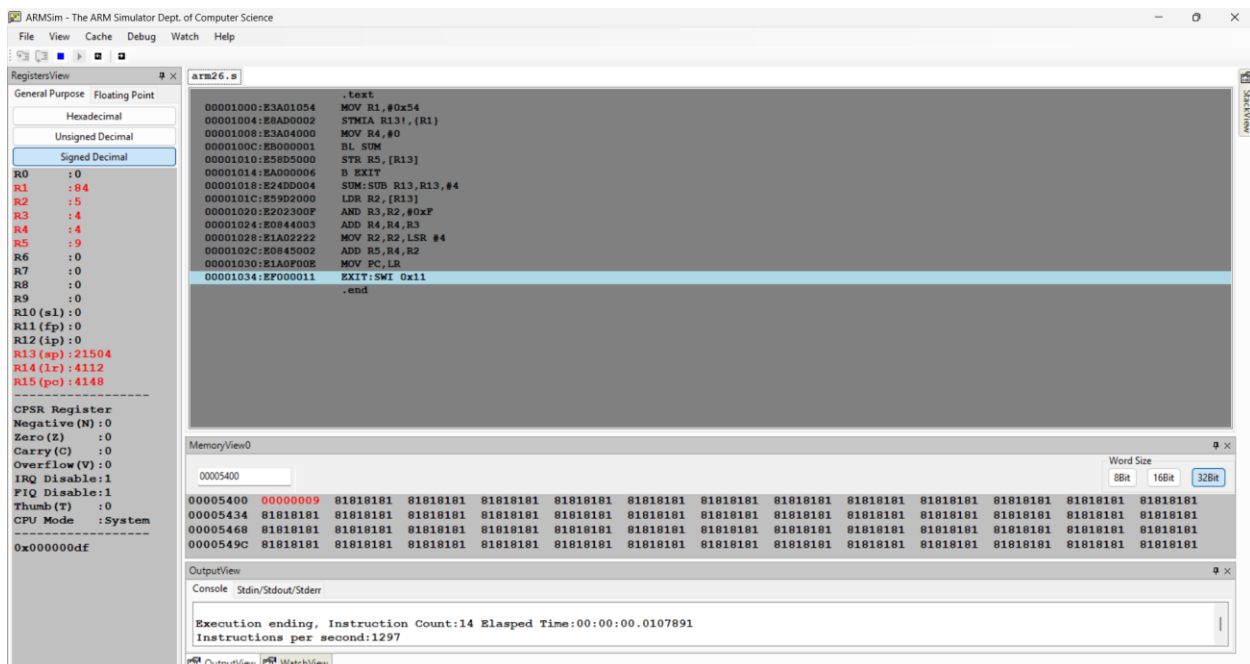 ARMSim - The ARM Simulator Dept. of Computer Science
File View Cache Debug Watch Help
RegistersView
General Purpose Floating Point
Hexadecimal
Unsigned Decimal
Signed Decimal
R0 :0
R1 :84
R2 :5
R3 :4
R4 :4
R5 :9
R6 :0
R7 :0
R8 :0
R9 :0
R10(sl):0
R11(fp):0
R12(ip):0
R13(sp):21504
R14(lr):4112
R15(pc):4148
-------------------
CPSR Register
Negative(N):0
Zero(Z) :0
Carry(C) :0
Overflow(V):0
IRQ Disable:1
FIQ Disable:1
Thumb(T) :0
CPU Mode :System
-------------------
0x000000df
arm26.s
.text
00001000:E3A01054 MOV R1,#0x54
00001004:E8AD0002 STMIA R13!,{R1}
00001008:E3A04000 MOV R4,#0
0000100C:EB000001 BL SUM
00001010:E58D5000 STR R5,[R13]
00001014:EA000006 B EXIT
00001018:E24DD004 SUM:SUB R13,R13,#4
0000101C:E59D2000 LDR R2,[R13]
00001020:E202300F AND R3,R2,#0xF
00001024:E0844003 ADD R4,R4,R3
00001028:E1A02222 MOV R2,R2,LSR #4
0000102C:E0845002 ADD R5,R4,R2
00001030:E1A0F00E MOV PC,LR
00001034:EF000011 EXIT:SWI 0x11
.end
StackView
MemoryView0
00005400
Word Size
8Bit 16Bit 32Bit
00005400 00000009 81818181 81818181 81818181 81818181 81818181 81818181 81818181 81818181 81818181 81818181 81818181 81818181
00005434 81818181 81818181 81818181 81818181 81818181 81818181 81818181 81818181 81818181 81818181 81818181 81818181 81818181
00005468 81818181 81818181 81818181 81818181 81818181 81818181 81818181 81818181 81818181 81818181 81818181 81818181 81818181
0000549C 81818181 81818181 81818181 81818181 81818181 81818181 81818181 81818181 81818181 81818181 81818181 81818181 81818181
OutputView
Console Stdin/Stdout/Stderr
Execution ending, Instruction Count:14 Elasped Time:00:00:00.0107891
Instructions per second:1297
OutputView WatchView